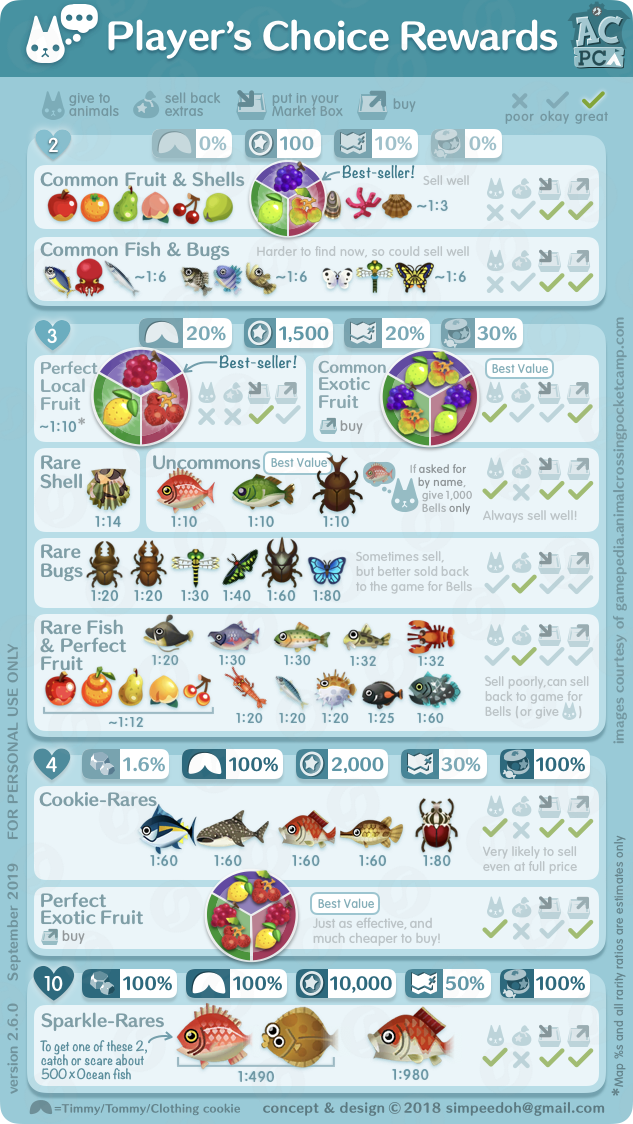 Player's Choice Rewards
AC
PC
give to
animals
sell back
extras
put in your
Market Box
buy
poor okay great
2
0%
100
10%
0%
Common Fruit & Shells
Best-seller!
Sell well
~1:3
Common Fish & Bugs
Harder to find now, so could sell well
~1:6
~1:6
~1:6
3
20%
1,500
20%
30%
Perfect
Local
Fruit
~1:10*
Best-seller!
Common
Exotic
Fruit
buy
Best Value
Rare
Shell
1:14
Uncommons
Best Value
1:10
1:10
1:10
If asked for
by name,
give 1,000
Bells only
Always sell well!
Rare
Bugs
1:20
1:20
1:30
1:40
1:60
1:80
Sometimes sell,
but better sold back
to the game for Bells
Rare Fish
& Perfect
Fruit
~1:12
1:20
1:30
1:30
1:32
1:32
1:20
1:20
1:20
1:25
1:60
Sell poorly,can sell
back to game for
Bells (or give )
4
1.6%
100%
2,000
30%
100%
Cookie-Rares
1:60
1:60
1:60
1:60
1:80
Very likely to sell
even at full price
Perfect
Exotic Fruit
buy
Best Value
Just as effective, and
much cheaper to buy!
10
100%
100%
10,000
50%
100%
Sparkle-Rares
To get one of these 2,
catch or scare about
500 x Ocean fish
1:490
1:980
=Timmy/Tommy/Clothing cookie
concept & design © 2018 simpeedoh@gmail.com
version 2.6.0 September 2019 FOR PERSONAL USE ONLY
images courtesy of gamepedia.animalcrossingpocketcamp.com
*Map %s and all rarity ratios are estimates only